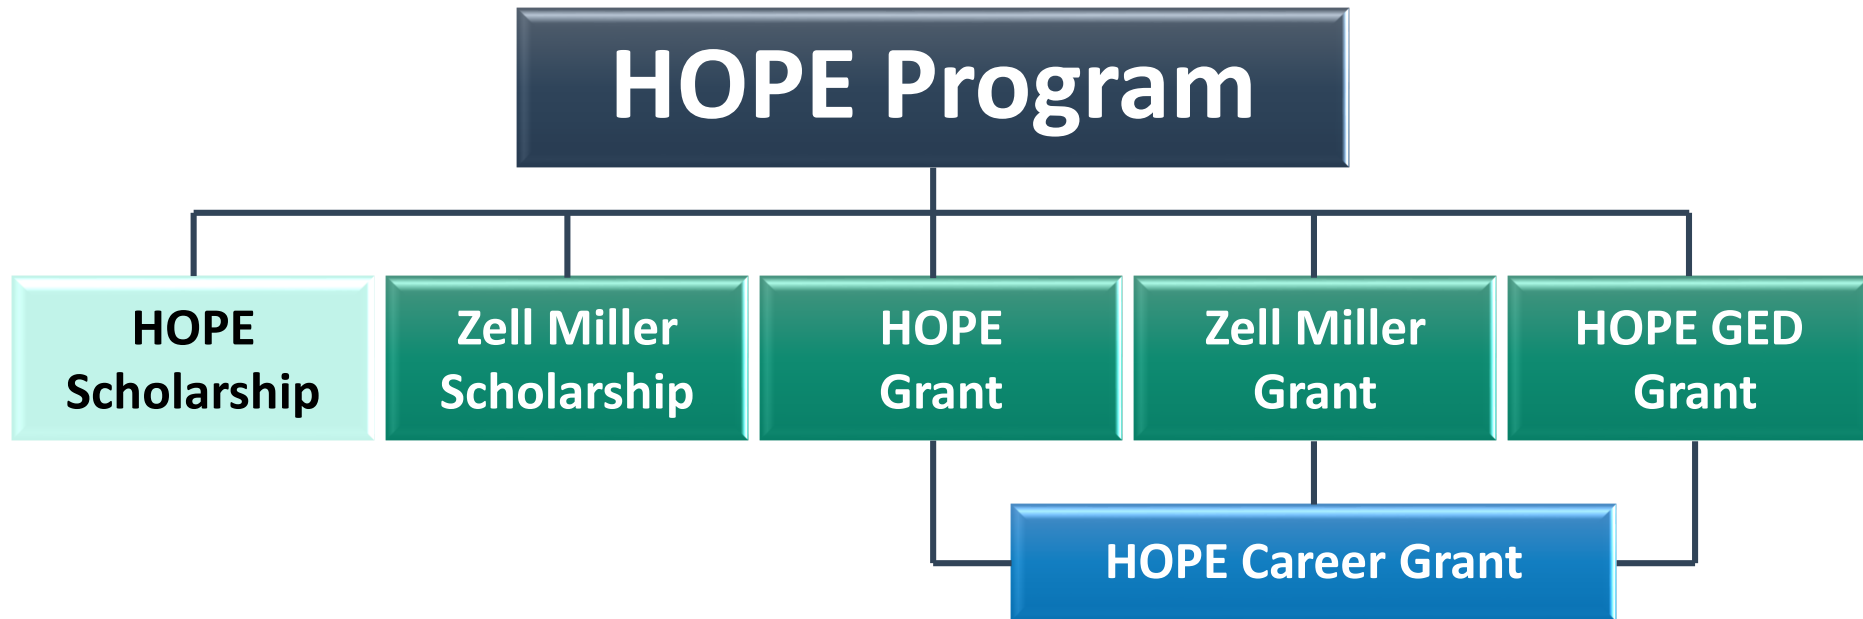 HOPE Program
HOPE
Scholarship
Zell Miller
Scholarship
HOPE
Grant
Zell Miller
Grant
HOPE GED
Grant
HOPE Career Grant